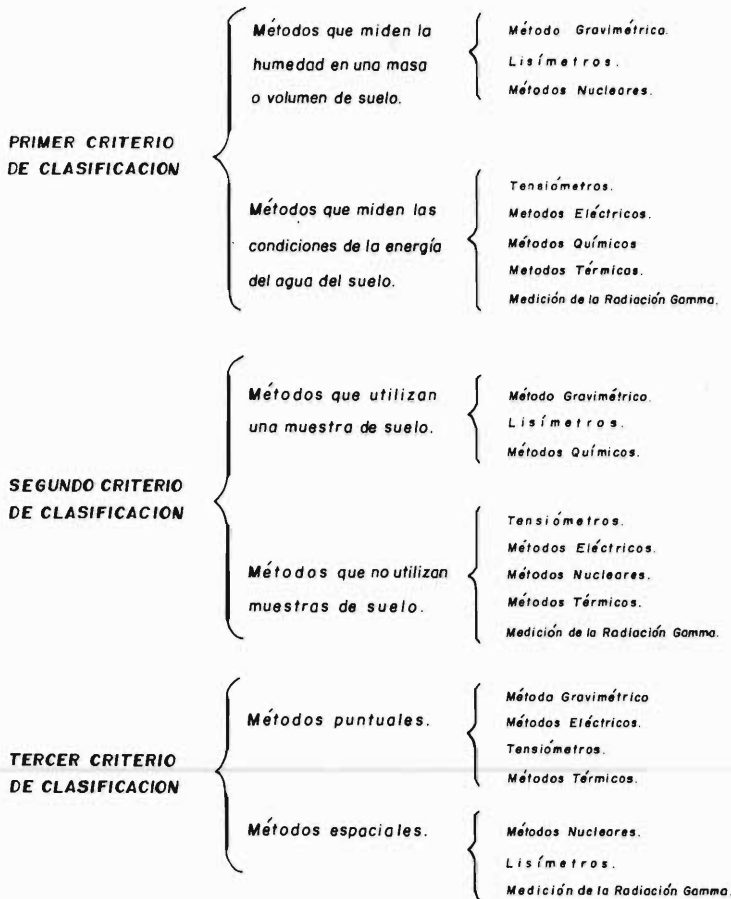 Métodos que miden la
humedad en una masa
o volumen de suelo.
Método Gravimétrico.
Lisímetros.
Métodos Nucleares.
PRIMER CRITERIO
DE CLASIFICACION
Métodos que miden las
condiciones de la energía
del agua del suelo.
Tensiómetros.
Metodos Eléctricos.
Métodos Químicos
Metodos Térmicos.
Medición de la Radiación Gamma.
Métodos que utilizan
una muestra de suelo.
Método Gravimétrico.
Lisímetros.
Métodos Químicos.
SEGUNDO CRITERIO
DE CLASIFICACION
Métodos que no utilizan
muestras de suelo.
Tensiómetros.
Métodos Eléctricos.
Métodos Nucleares.
Métodos Térmicos.
Medición de la Radiación Gamma.
TERCER CRITERIO
DE CLASIFICACION
Métodos puntuales.
Método Gravimétrico
Métodos Eléctricos.
Tensiómetros.
Métodos Térmicos.
Métodos espaciales.
Métodos Nucleares.
Lisímetros.
Medición de la Radiación Gamma.